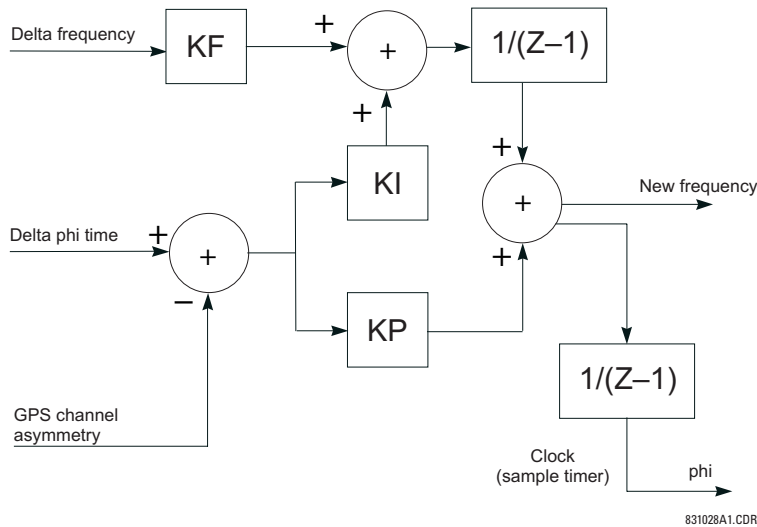 Delta frequency
KF
+
+
1/(Z–1)
+
+
KI
New frequency
+
Delta phi time
+
+
–
+
KP
1/(Z–1)
GPS channel
asymmetry
Clock
(sample timer)
phi
831028A1.CDR